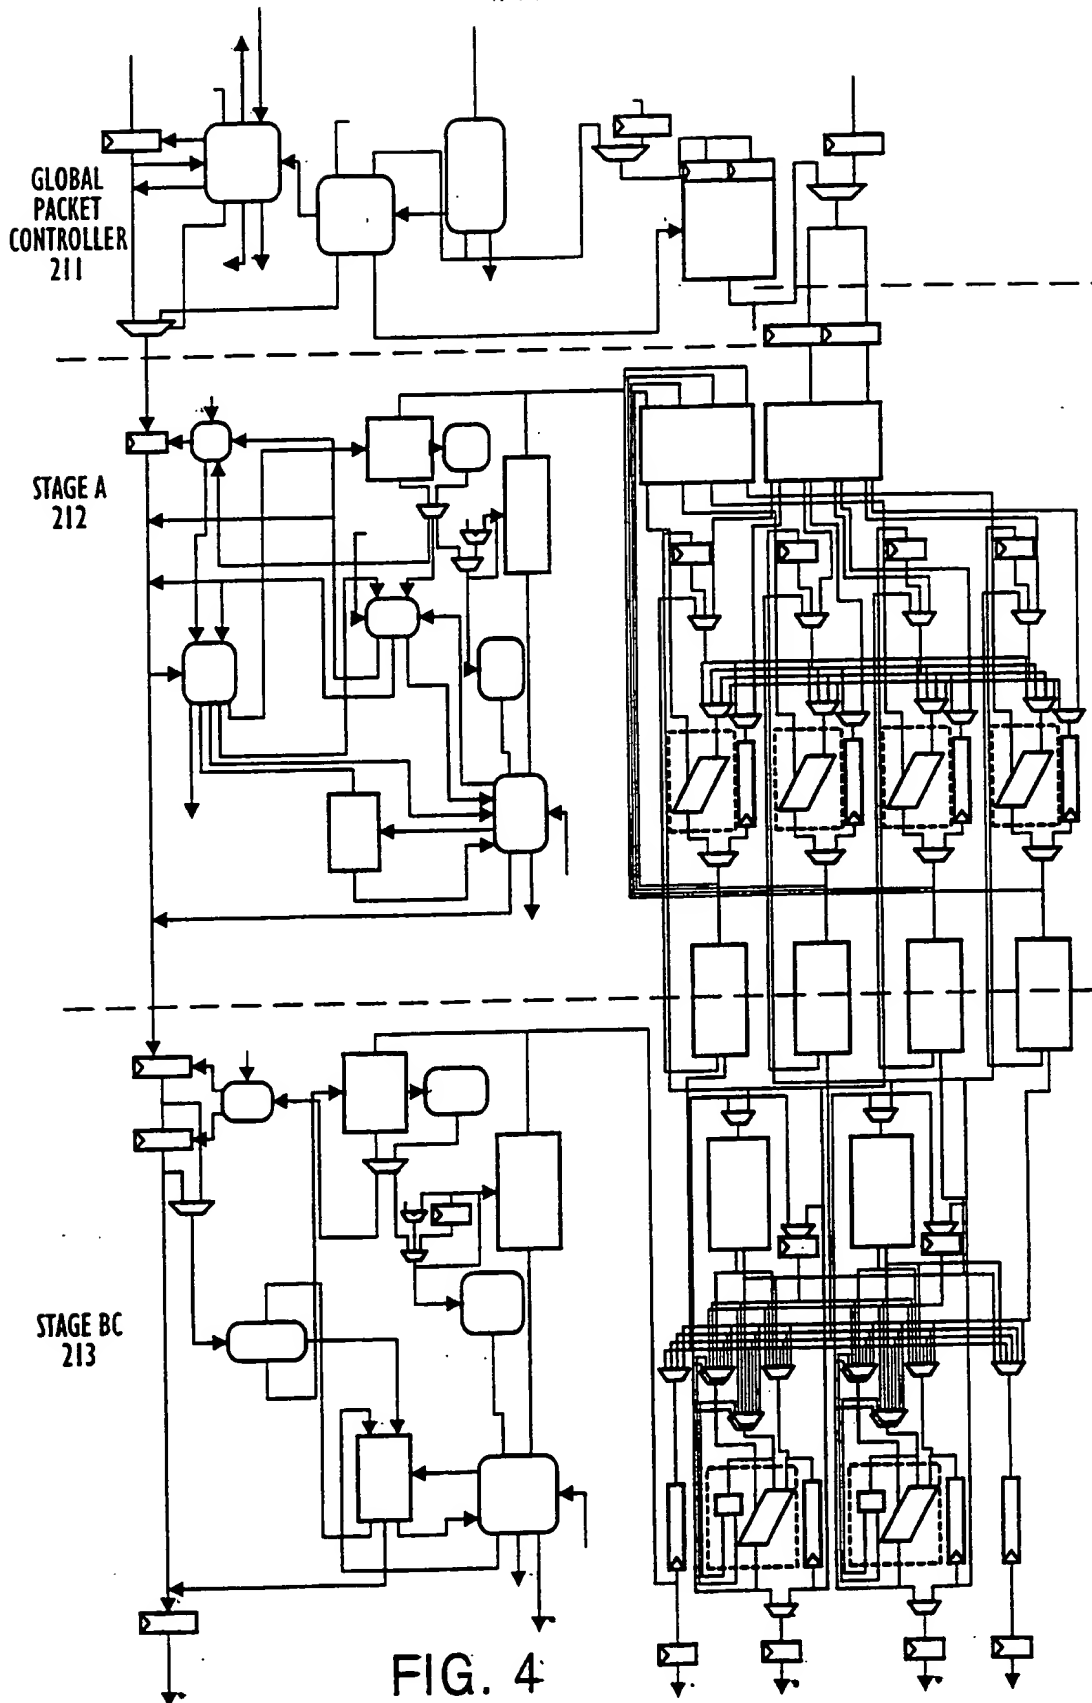 GLOBAL
PACKET
CONTROLLER
211
STAGE A
212
STAGE BC
213
FIG. 4